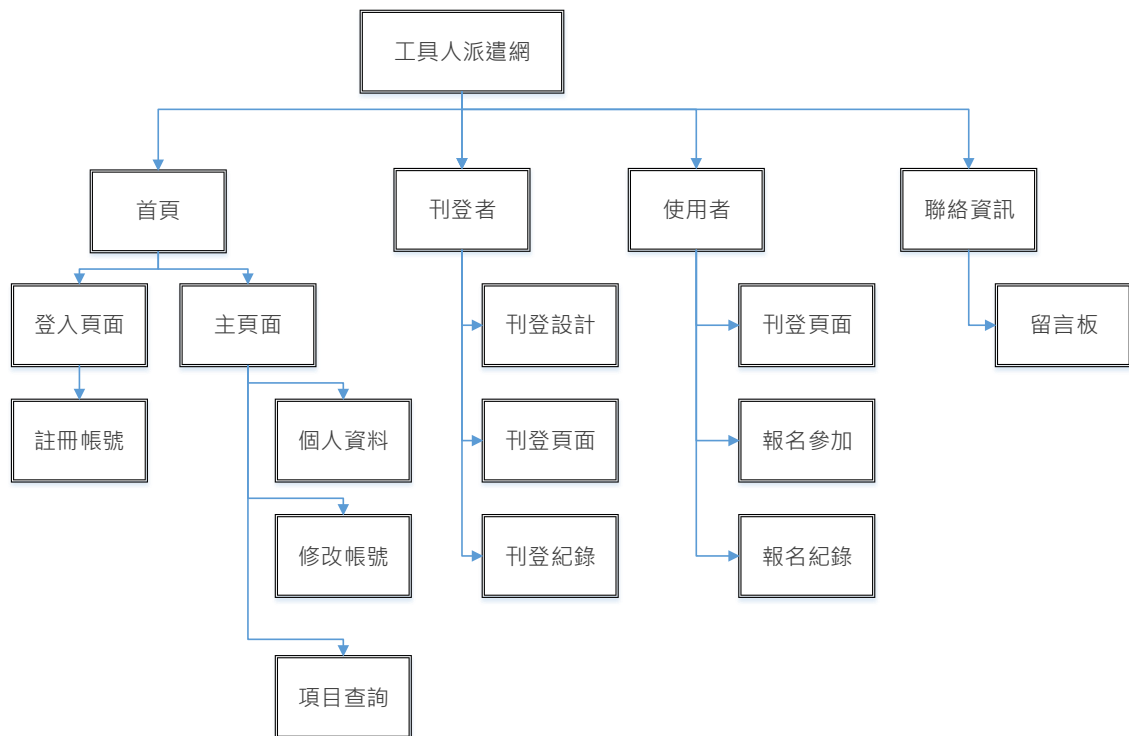 工具人派遣網
首頁
刊登者
使用者
聯絡資訊
登入頁面
主頁面
刊登設計
刊登頁面
留言板
註冊帳號
個人資料
刊登頁面
報名參加
修改帳號
刊登紀錄
報名紀錄
項目查詢